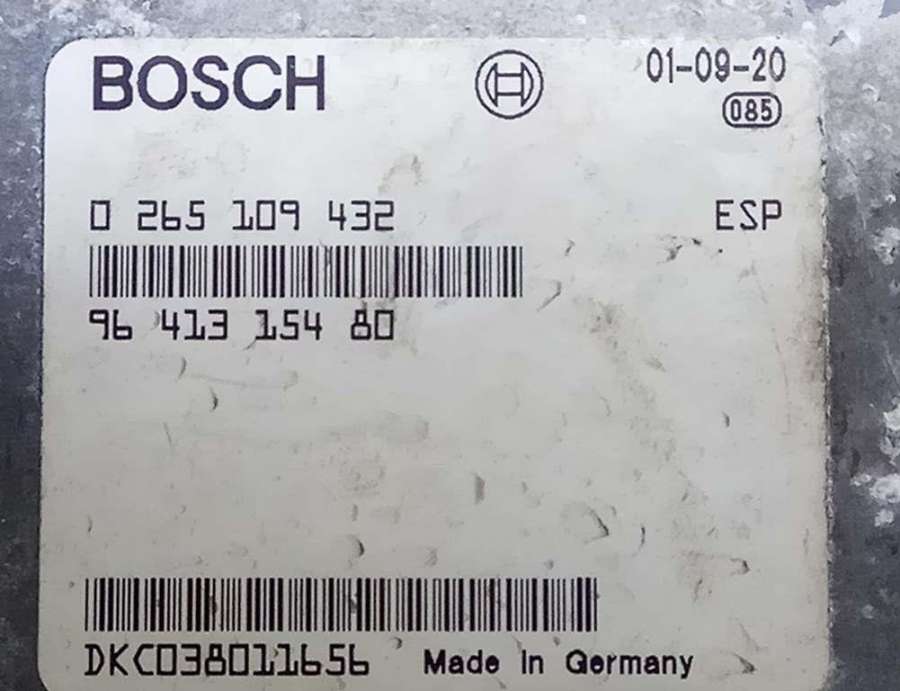 BOSCH 01-09-20
085
0 265 109 432 ESP
96 413 154 80
DKC038011656 Made In Germany